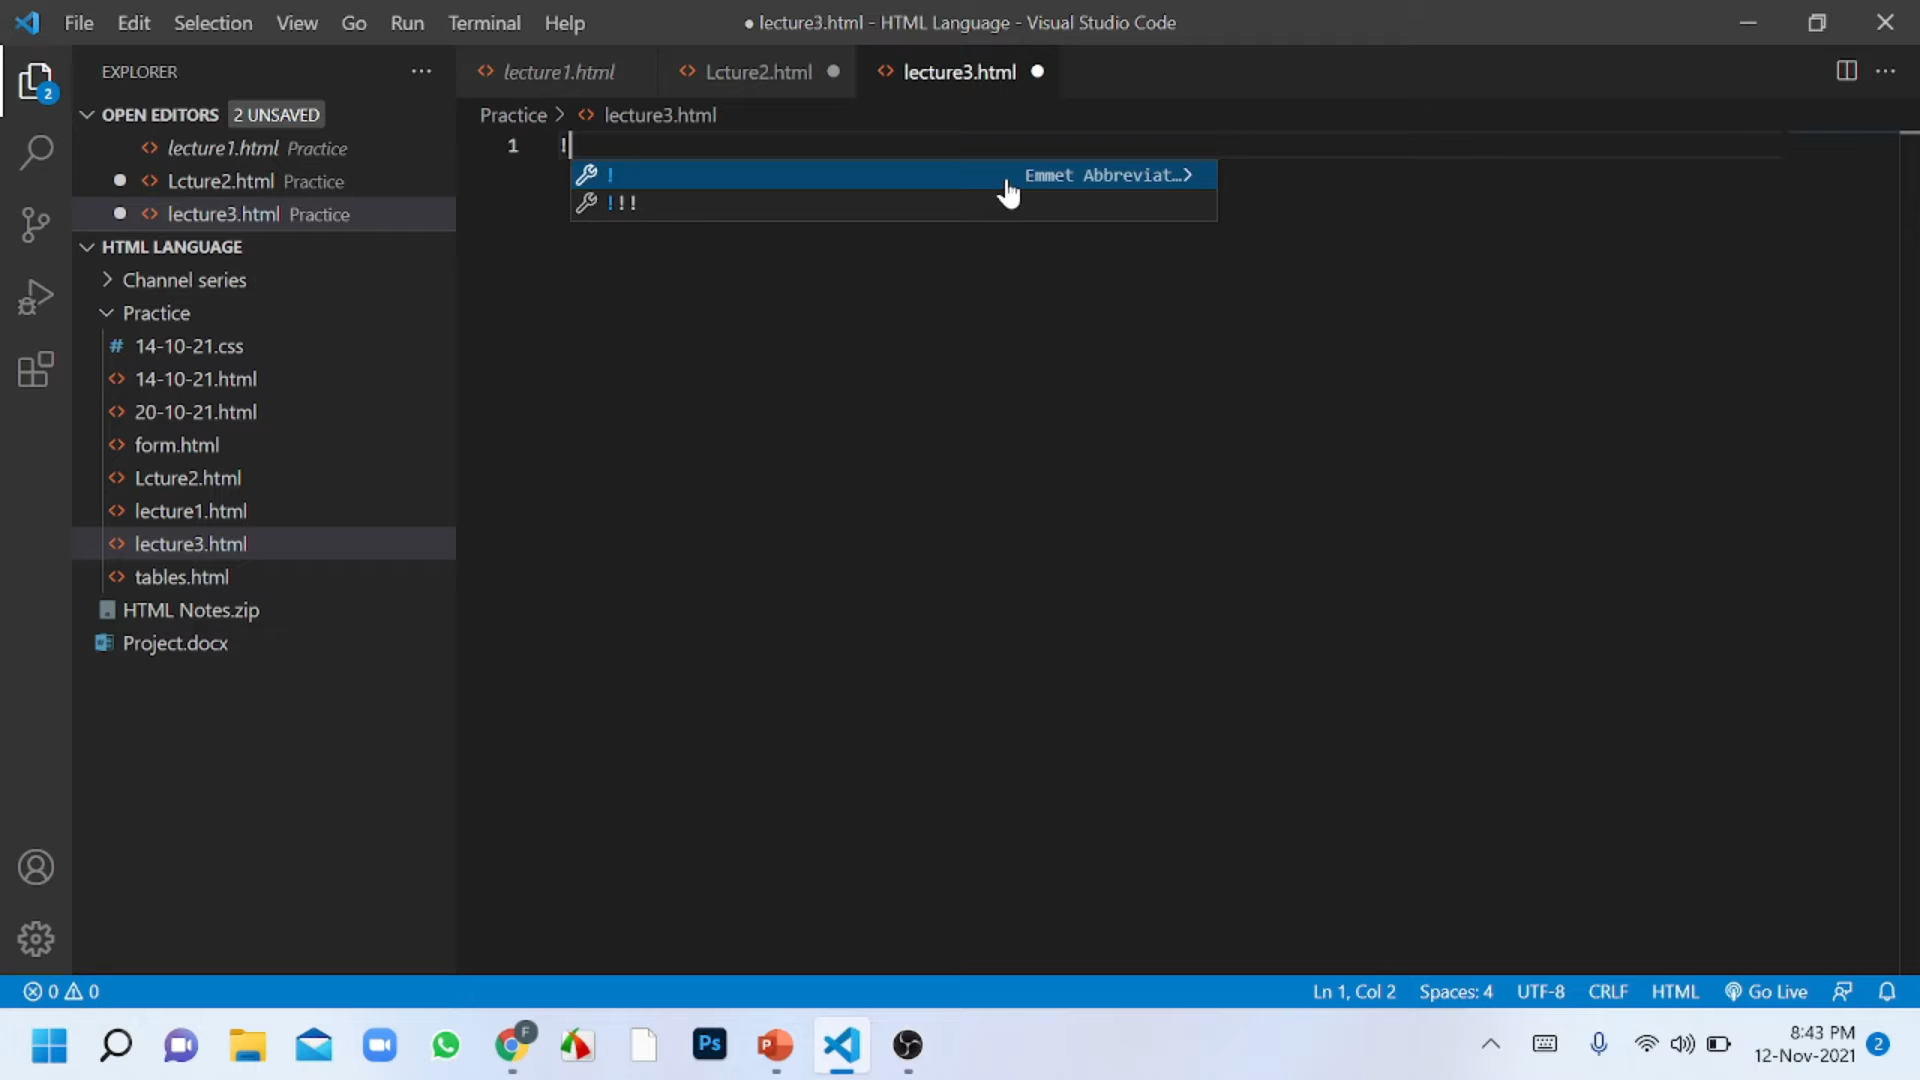 File Edit Selection View Go Run Terminal Help
● lecture3.html - HTML Language - Visual Studio Code
EXPLORER
lecture1.html
Lcture2.html
lecture3.html
OPEN EDITORS 2 UNSAVED
Practice > lecture3.html
lecture1.html Practice
1 !
Lcture2.html Practice
! Emmet Abbreviat…>
lecture3.html Practice
!!!
HTML LANGUAGE
Channel series
Practice
# 14-10-21.css
14-10-21.html
20-10-21.html
form.html
Lcture2.html
lecture1.html
lecture3.html
tables.html
HTML Notes.zip
Project.docx
2
0 0
Ln 1, Col 2 Spaces: 4 UTF-8 CRLF HTML Go Live
F
Ps
P
8:43 PM
12-Nov-2021
2